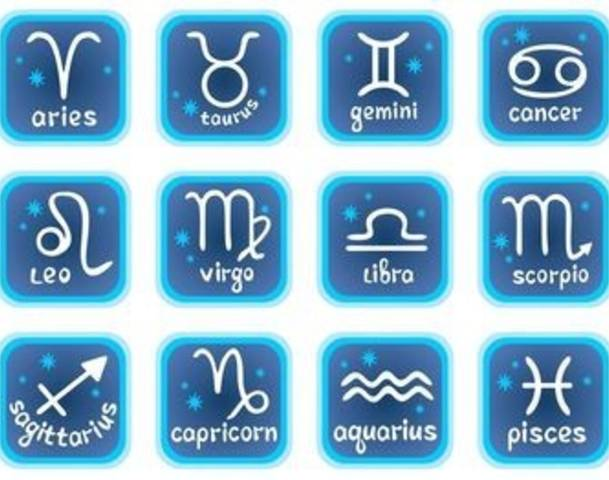 aries
taurus
gemini
cancer
Leo
virgo
Libra
scorpio
sagittarius
capricorn
aquarius
pisces